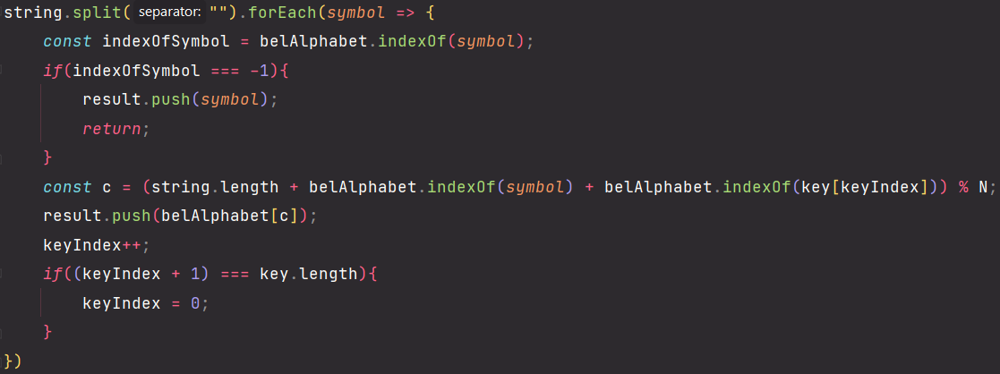 string.split( separator: "").forEach(symbol => {
    const indexOfSymbol = belAlphabet.indexOf(symbol);
    if(indexOfSymbol === -1){
        result.push(symbol);
        return;
    }
    const c = (string.length + belAlphabet.indexOf(symbol) + belAlphabet.indexOf(key[keyIndex])) % N;
    result.push(belAlphabet[c]);
    keyIndex++;
    if((keyIndex + 1) === key.length){
        keyIndex = 0;
    }
})